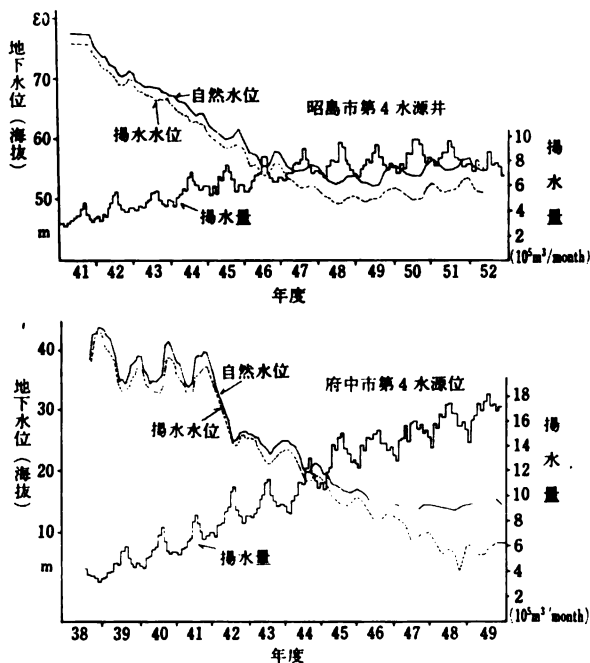 80
70
60
50
m
地下水位（海抜）
自然水位
揚水水位
揚水量
昭島市第4水源井
10
8
6
4
2
揚水量
(10⁵m³/month)
41 42 43 44 45 46 47 48 49 50 51 52
年度
40
30
20
10
m
地下水位（海抜）
自然水位
揚水水位
揚水量
府中市第4水源位
18
16
14
12
10
8
6
4
2
揚水量
(10⁵m³/month)
38 39 40 41 42 43 44 45 46 47 48 49
年度